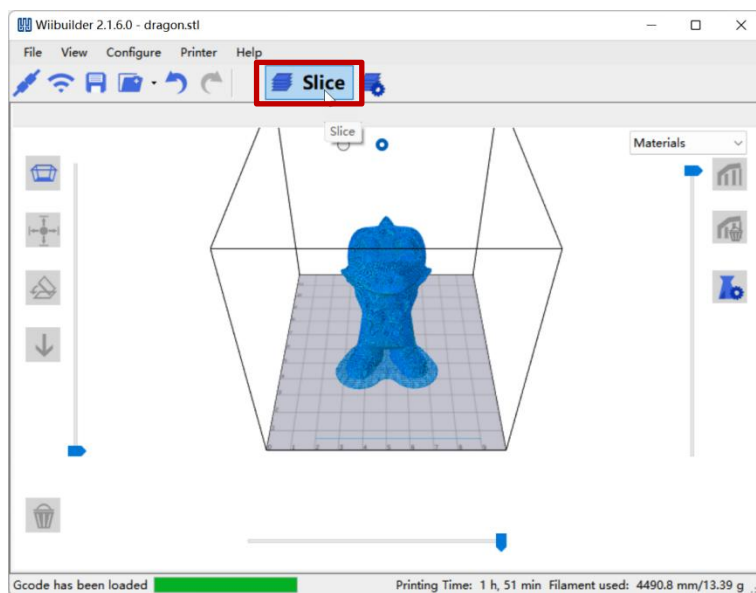 Wiibuilder 2.1.6.0 - dragon.stl
File View Configure Printer Help
Slice
Slice
Materials
Gcode has been loaded Printing Time: 1 h, 51 min Filament used: 4490.8 mm/13.39 g